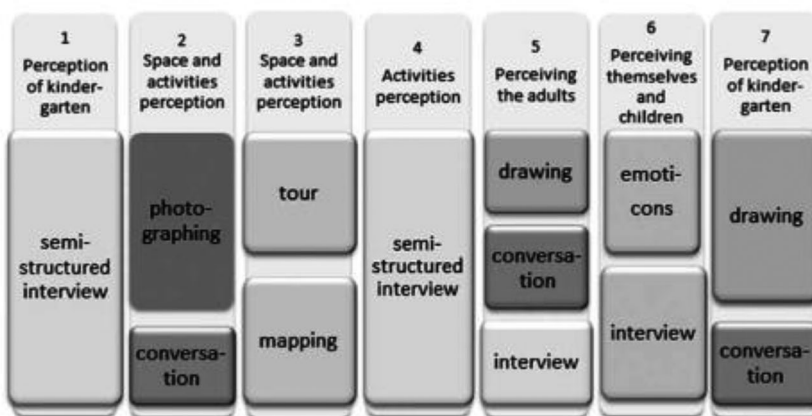 1
Perception
of kinder-
garten
semi-
structured
interview
2
Space and
activities
perception
photo-
graphing
conversa-
tion
3
Space and
activities
perception
tour
mapping
4
Activities
perception
semi-
structured
interview
5
Perceiving
the adults
drawing
conversa-
tion
interview
6
Perceiving
themselves
and
children
emoti-
cons
interview
7
Perception
of kinder-
garten
drawing
conversa-
tion